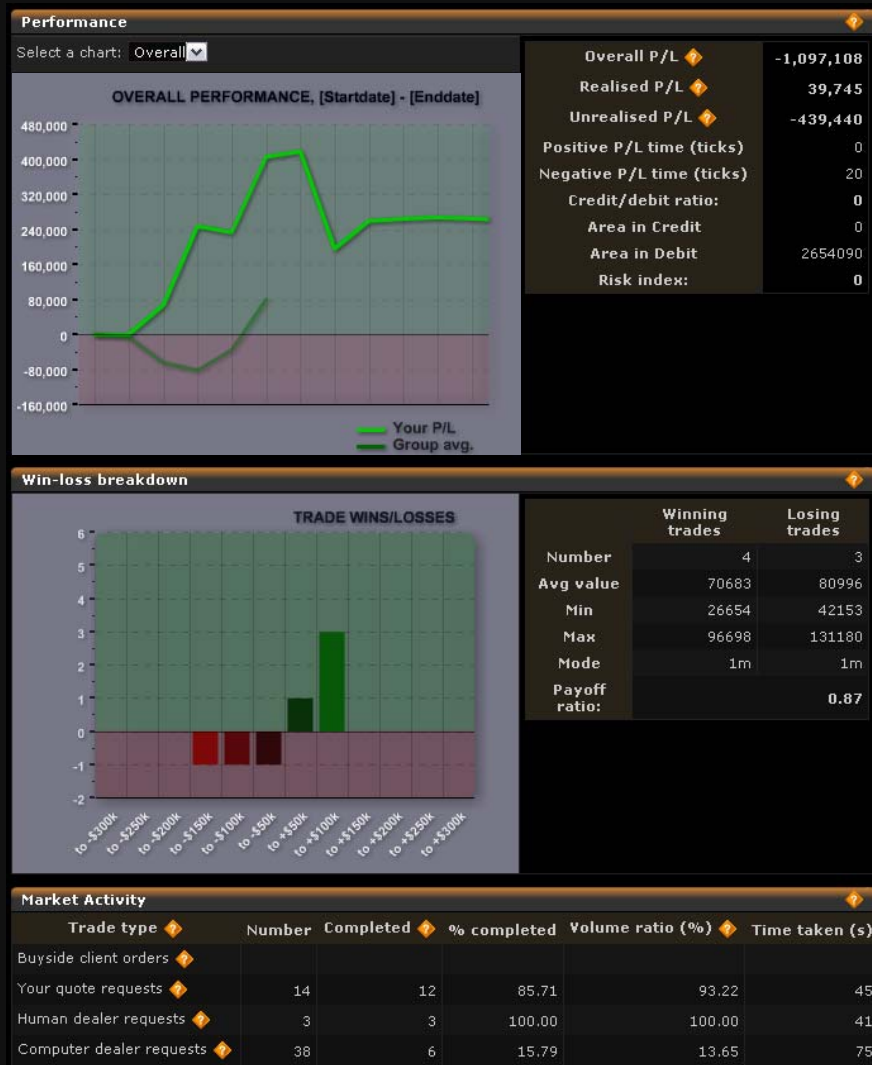 Performance
Select a chart: Overall
OVERALL PERFORMANCE, [Startdate] - [Enddate]
480,000
400,000
320,000
240,000
160,000
80,000
0
-80,000
-160,000
Your P/L
Group avg.
Overall P/L -1,097,108
Realised P/L 39,745
Unrealised P/L -439,440
Positive P/L time (ticks) 0
Negative P/L time (ticks) 20
Credit/debit ratio: 0
Area in Credit 0
Area in Debit 2654090
Risk index: 0
Win-loss breakdown
TRADE WINS/LOSSES
6
5
4
3
2
1
0
-1
-2
to -$300k
to -$250k
to -$200k
to -$150k
to -$100k
to -$50k
to +$50k
to +$100k
to +$150k
to +$200k
to +$250k
to +$300k
Winning trades Losing trades
Number 4 3
Avg value 70683 80996
Min 26654 42153
Max 96698 131180
Mode 1m 1m
Payoff ratio: 0.87
Market Activity
Trade type Number Completed % completed Volume ratio (%) Time taken (s)
Buyside client orders
Your quote requests 14 12 85.71 93.22 45
Human dealer requests 3 3 100.00 100.00 41
Computer dealer requests 38 6 15.79 13.65 75